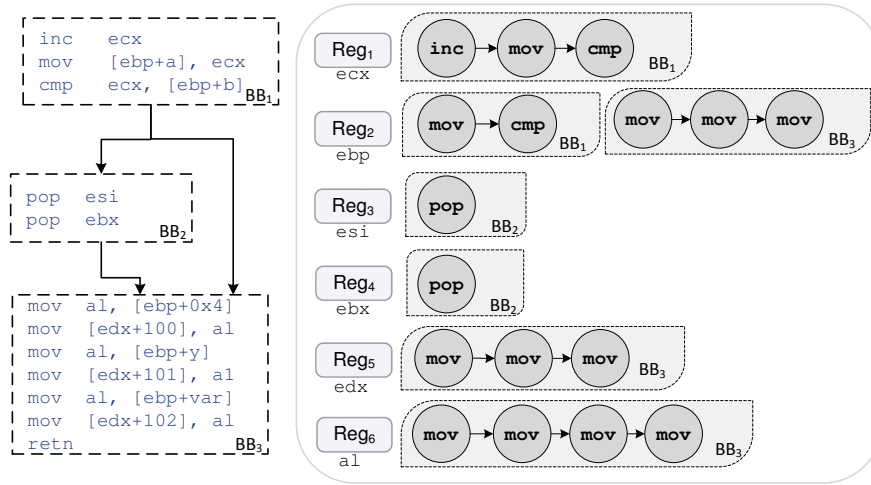 inc ecx
mov [ebp+a], ecx
cmp ecx, [ebp+b]
BB1
pop esi
pop ebx
BB2
mov al, [ebp+0x4]
mov [edx+100], al
mov al, [ebp+y]
mov [edx+101], a1
mov al, [ebp+var]
mov [edx+102], al
retn
BB3
Reg1
ecx
inc mov cmp
BB1
Reg2
ebp
mov cmp
BB1
mov mov mov
BB3
Reg3
esi
pop
BB2
Reg4
ebx
pop
BB2
Reg5
edx
mov mov mov
BB3
Reg6
al
mov mov mov mov
BB3